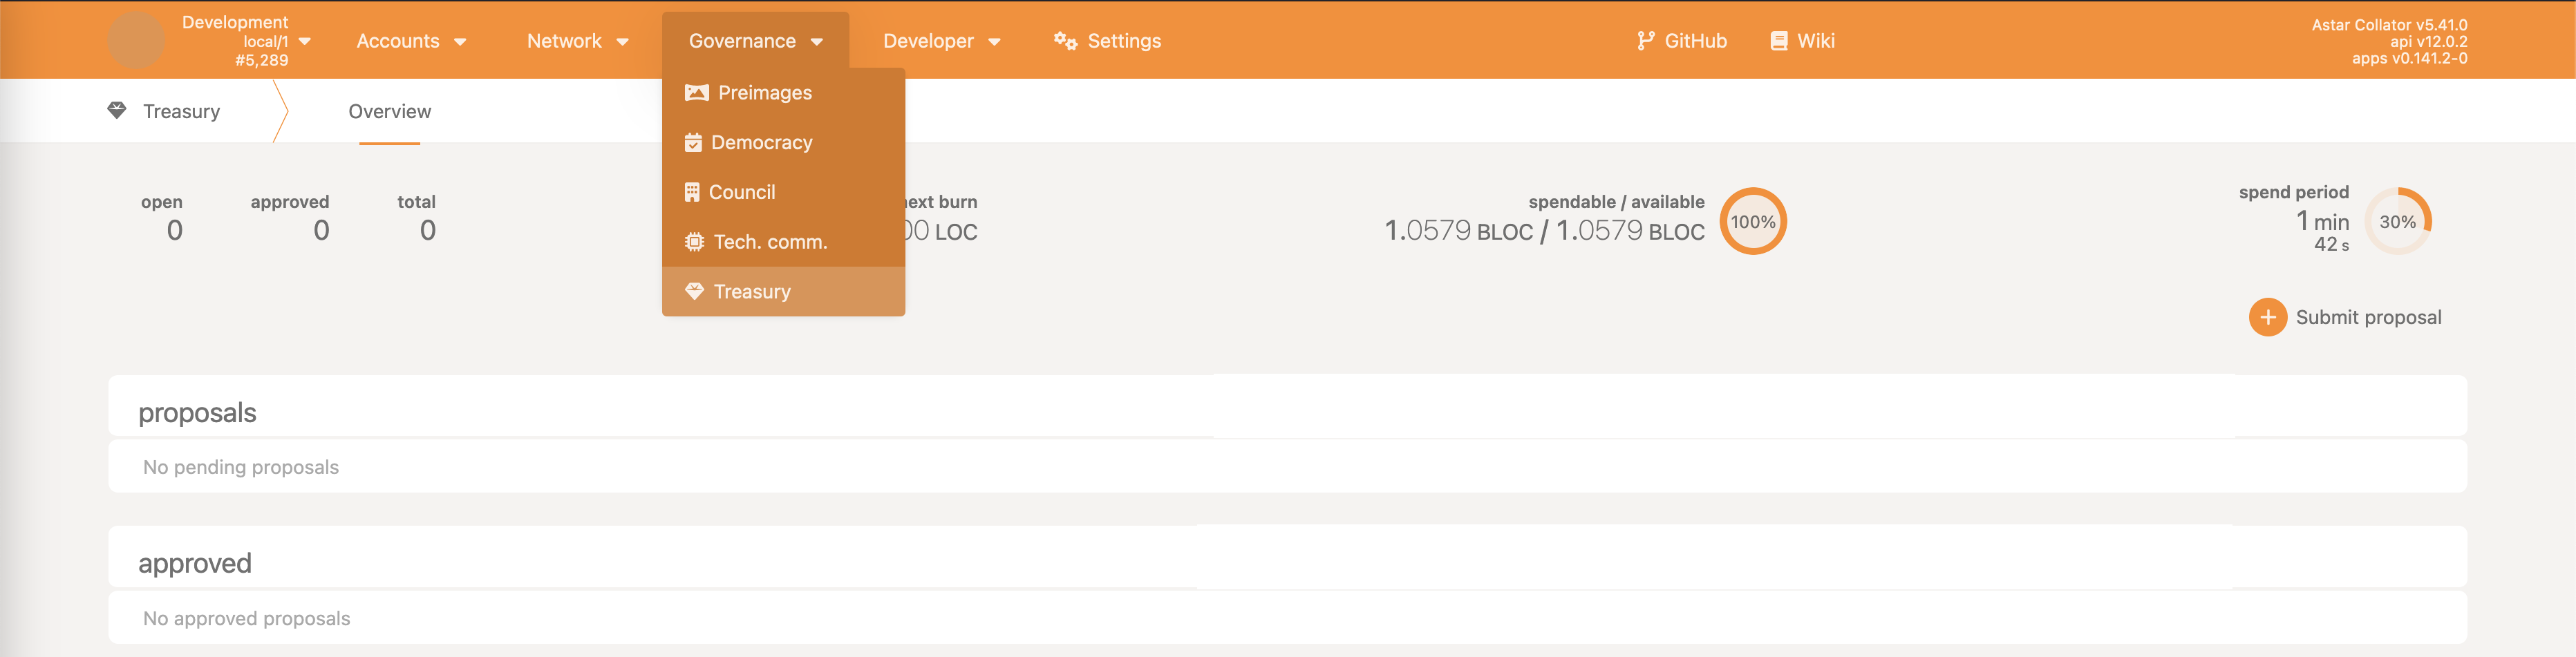 Development
local/1
#5,289
Accounts
Network
Governance
Developer
Settings
GitHub
Wiki
Astar Collator v5.41.0
api v12.0.2
apps v0.141.2-0
Treasury
Overview
Preimages
Democracy
Council
Tech. comm.
Treasury
open
0
approved
0
total
0
next burn
00 LOC
spendable / available
1.0579 BLOC / 1.0579 BLOC
100%
spend period
1 min
42 s
30%
Submit proposal
proposals
No pending proposals
approved
No approved proposals